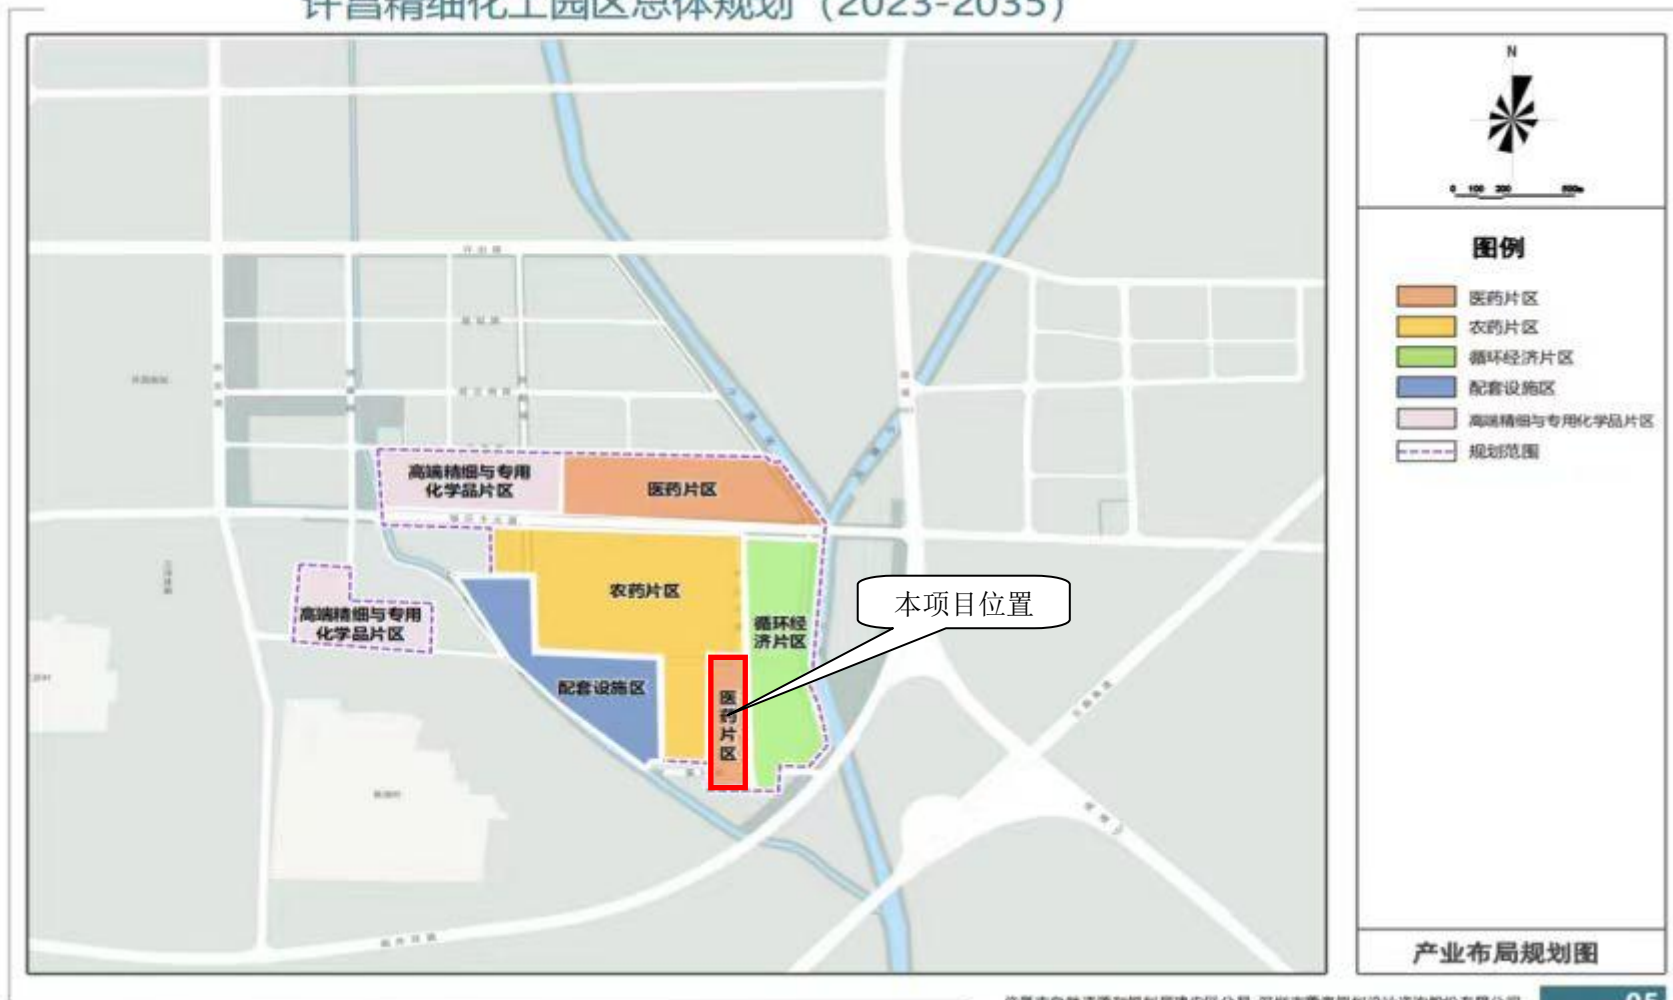 许昌精细化工园区总体规划（2023-2035）
N
0 100 200 500m
图例
医药片区
农药片区
循环经济片区
配套设施区
高端精细与专用化学品片区
规划范围
高端精细与专用
化学品片区
医药片区
农药片区
本项目位置
循环经
济片区
高端精细与专用
化学品片区
配套设施区
医
药
片
区
产业布局规划图
05